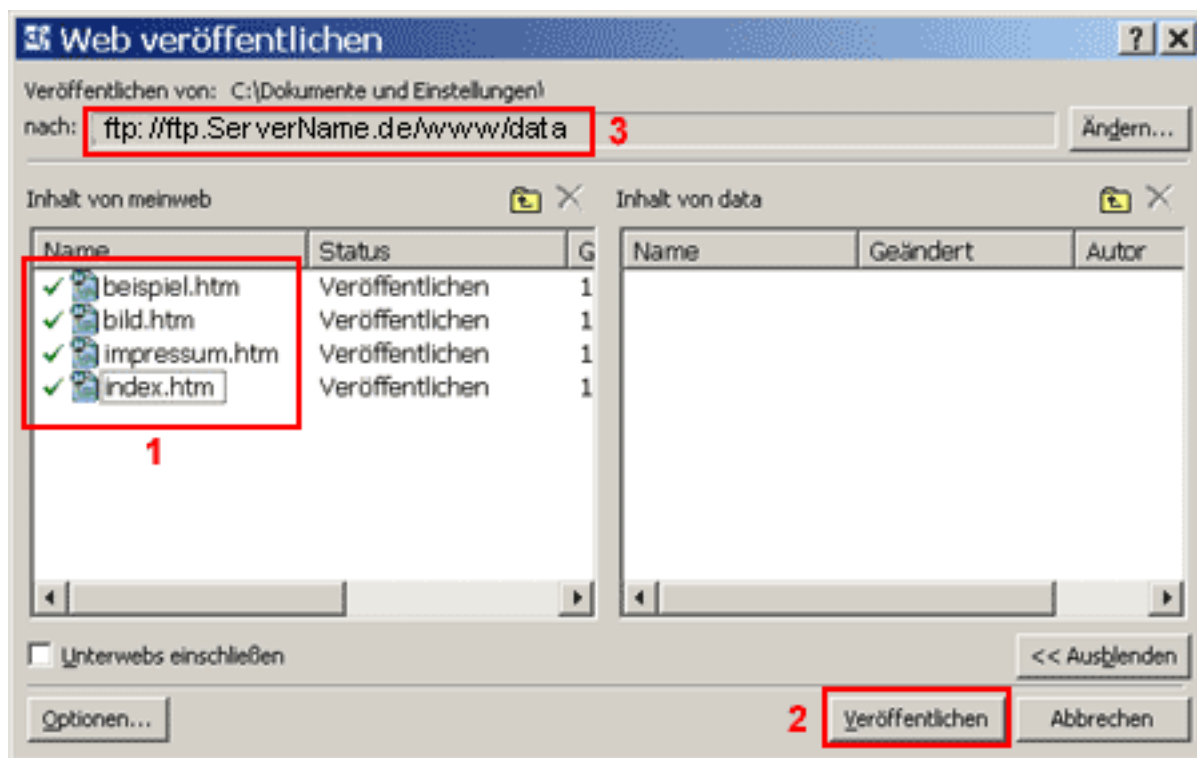 Web veröffentlichen
Veröffentlichen von: C:\Dokumente und Einstellungen\
nach: ftp://ftp.ServerName.de/www/data 3 Ändern...
Inhalt von meinweb Inhalt von data
Name Status G Name Geändert Autor
beispiel.htm Veröffentlichen 1
bild.htm Veröffentlichen 1
impressum.htm Veröffentlichen 1
index.htm Veröffentlichen 1
1
Unterwebs einschließen << Ausblenden
Optionen... 2 Veröffentlichen Abbrechen